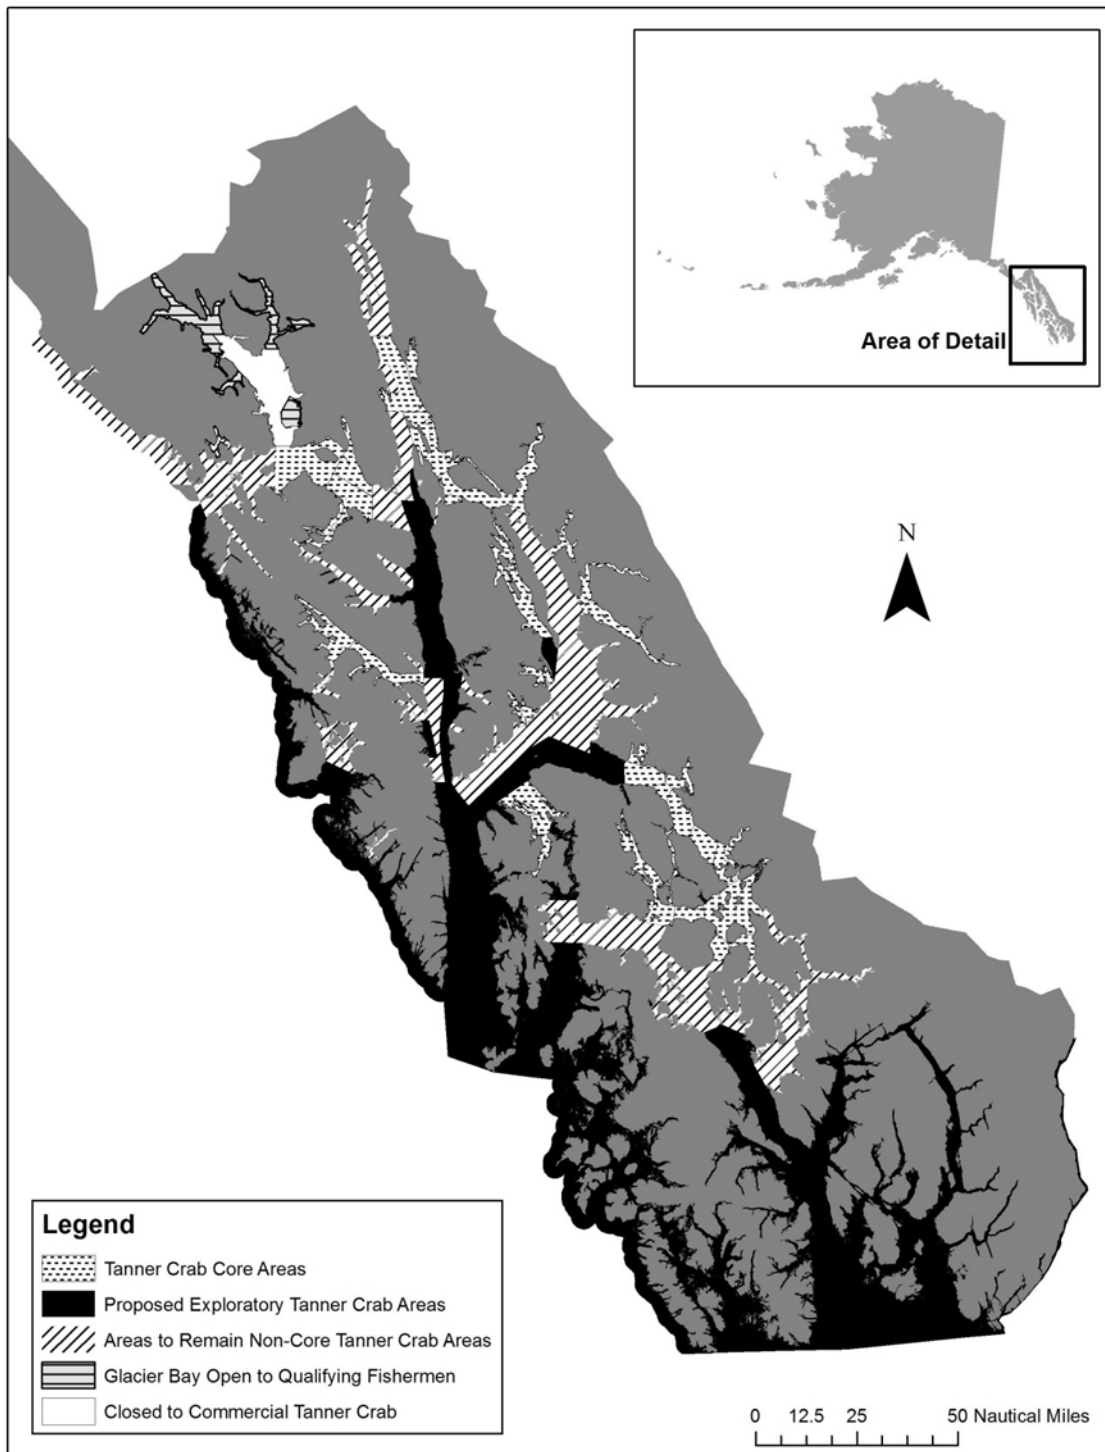 Area of Detail
N
Legend
Tanner Crab Core Areas
Proposed Exploratory Tanner Crab Areas
Areas to Remain Non-Core Tanner Crab Areas
Glacier Bay Open to Qualifying Fishermen
Closed to Commercial Tanner Crab
0 12.5 25 50 Nautical Miles